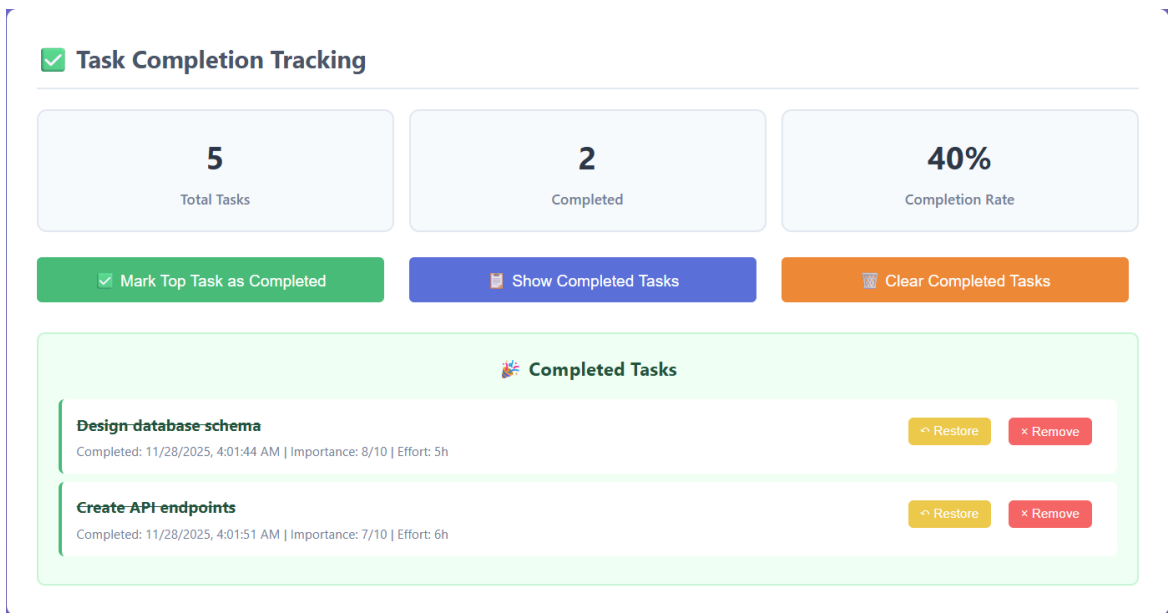 Task Completion Tracking
5
Total Tasks
2
Completed
40%
Completion Rate
Mark Top Task as Completed
Show Completed Tasks
Clear Completed Tasks
Completed Tasks
Design database schema
Completed: 11/28/2025, 4:01:44 AM | Importance: 8/10 | Effort: 5h
↶ Restore
× Remove
Create API endpoints
Completed: 11/28/2025, 4:01:51 AM | Importance: 7/10 | Effort: 6h
↶ Restore
× Remove